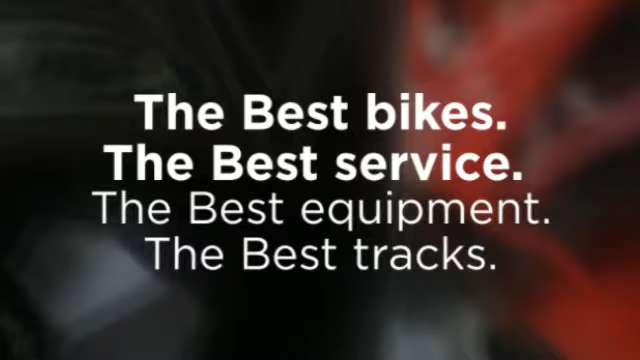 The Best bikes.
The Best service.
The Best equipment.
The Best tracks.